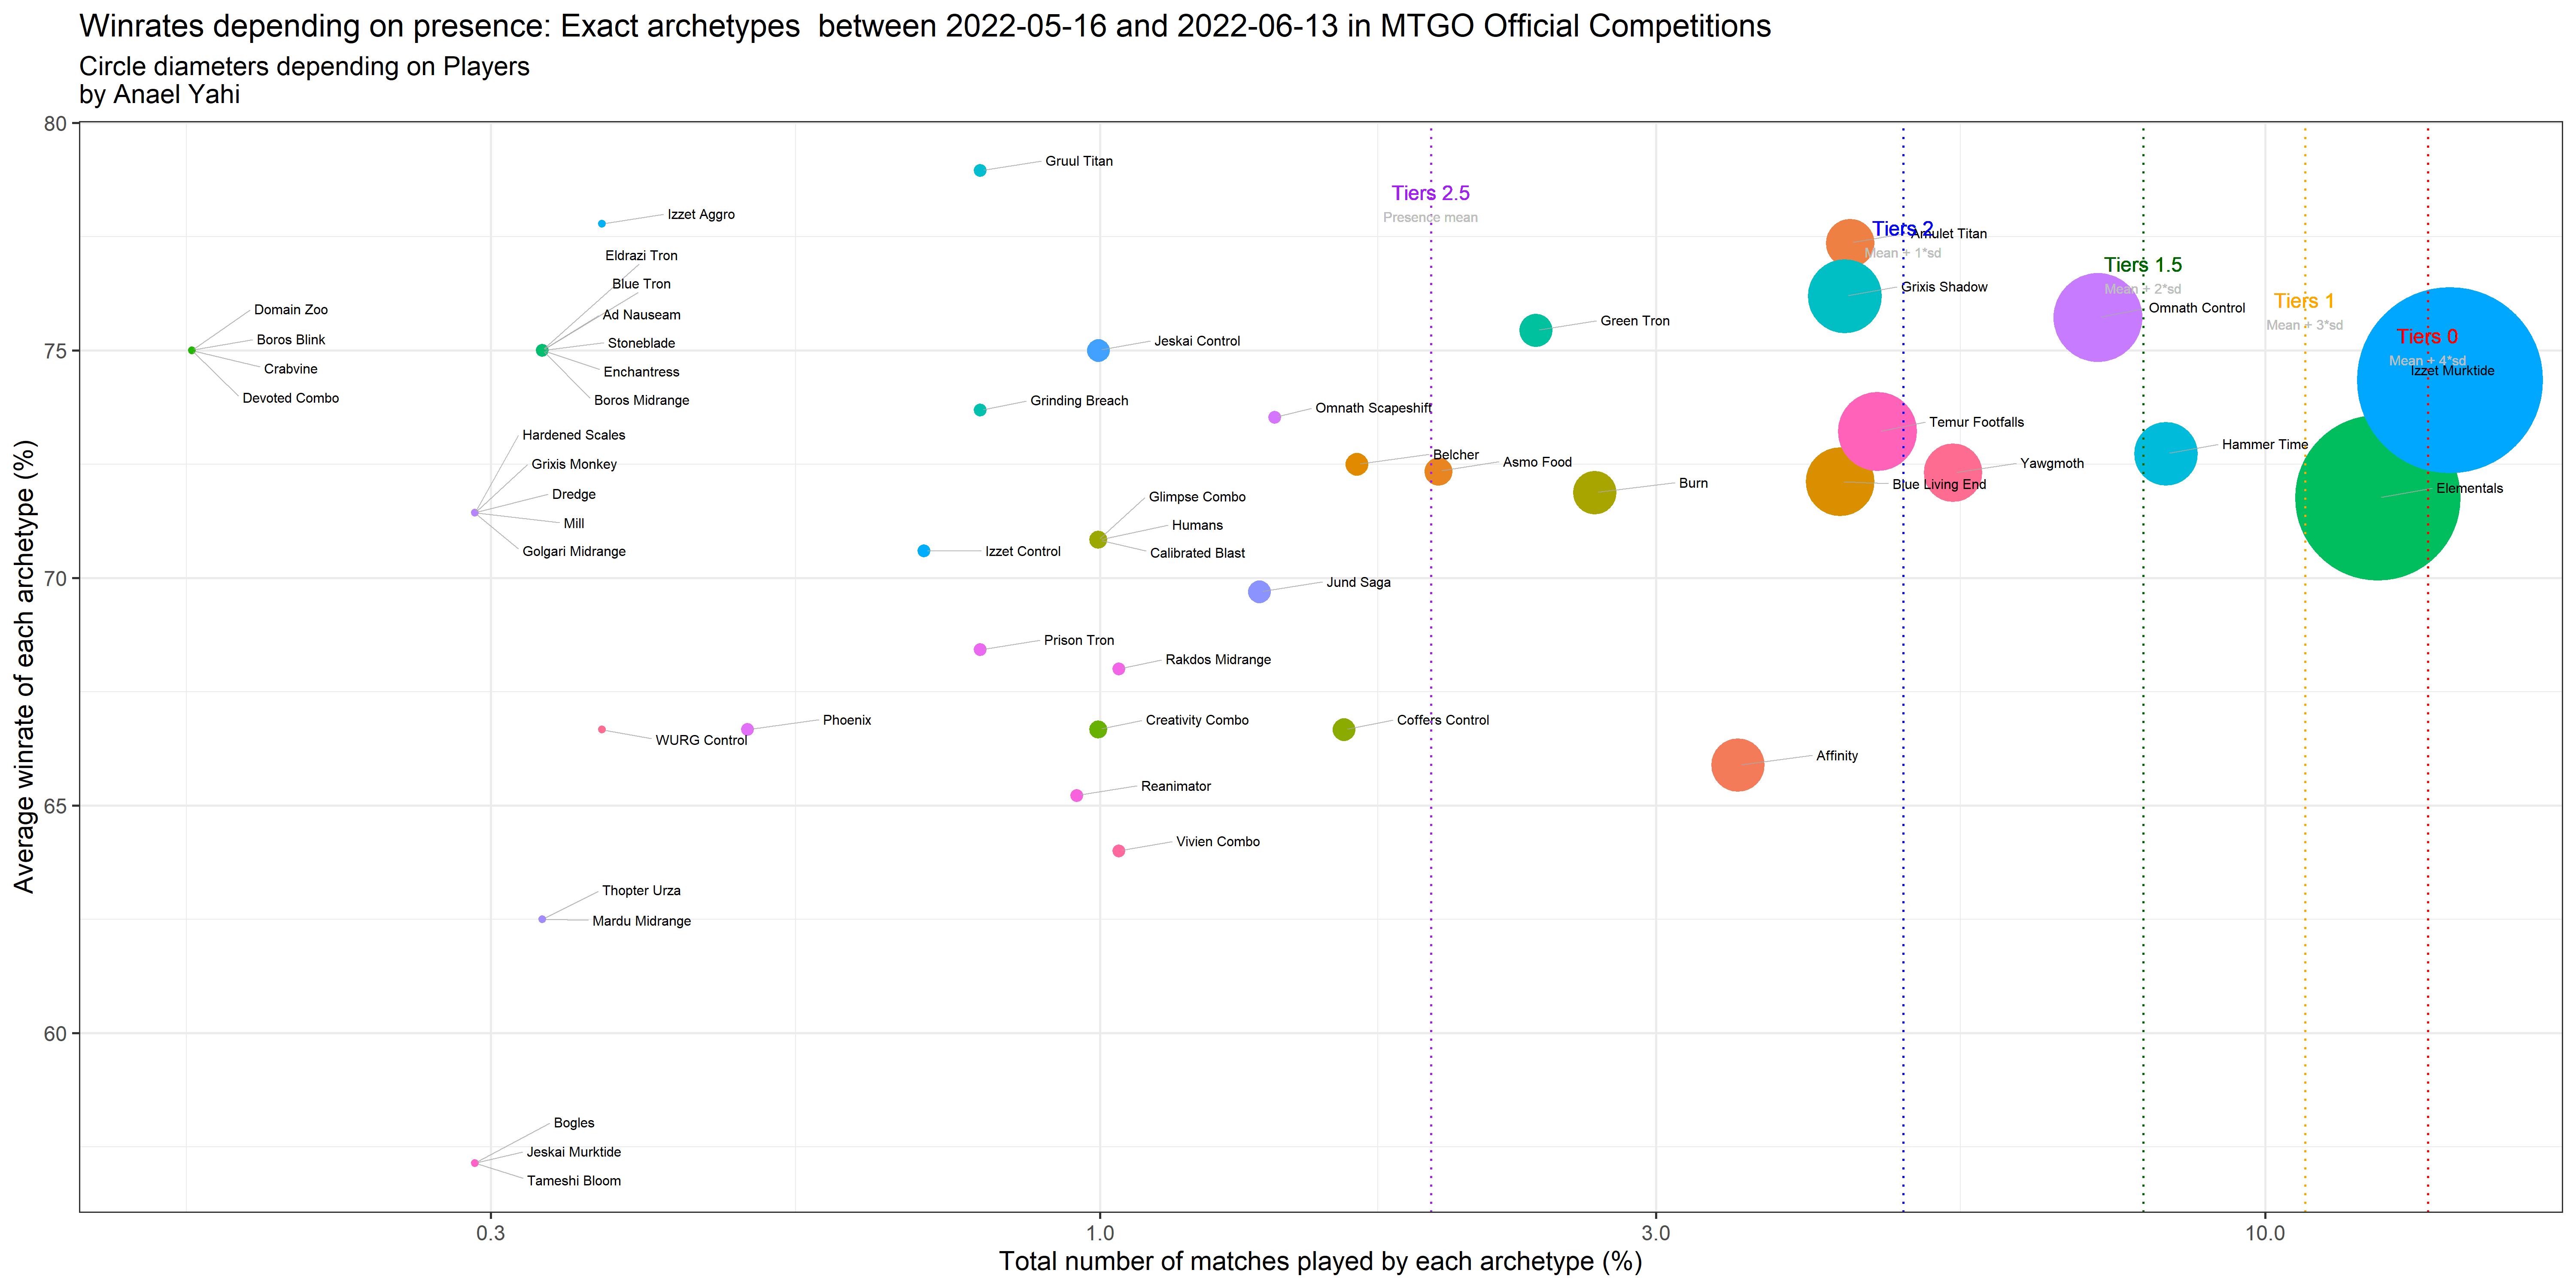 Winrates depending on presence: Exact archetypes  between 2022-05-16 and 2022-06-13 in MTGO Official Competitions
Circle diameters depending on Players
by Anael Yahi
Average winrate of each archetype (%)
80
75
70
65
60
Gruul Titan
Izzet Aggro
Eldrazi Tron
Blue Tron
Ad Nauseam
Stoneblade
Enchantress
Boros Midrange
Domain Zoo
Boros Blink
Crabvine
Devoted Combo
Hardened Scales
Grixis Monkey
Dredge
Mill
Golgari Midrange
Jeskai Control
Grinding Breach
Omnath Scapeshift
Belcher
Asmo Food
Glimpse Combo
Humans
Calibrated Blast
Izzet Control
Jund Saga
Prison Tron
Rakdos Midrange
Phoenix
WURG Control
Creativity Combo
Coffers Control
Reanimator
Vivien Combo
Thopter Urza
Mardu Midrange
Bogles
Jeskai Murktide
Tameshi Bloom
Tiers 2.5
Presence mean
Green Tron
Burn
Affinity
Tiers 2
Mean + 1*sd
Amulet Titan
Grixis Shadow
Temur Footfalls
Yawgmoth
Blue Living End
Tiers 1.5
Mean + 2*sd
Omnath Control
Hammer Time
Tiers 1
Mean + 3*sd
Tiers 0
Mean + 4*sd
Izzet Murktide
Elementals
0.3
1.0
3.0
10.0
Total number of matches played by each archetype (%)